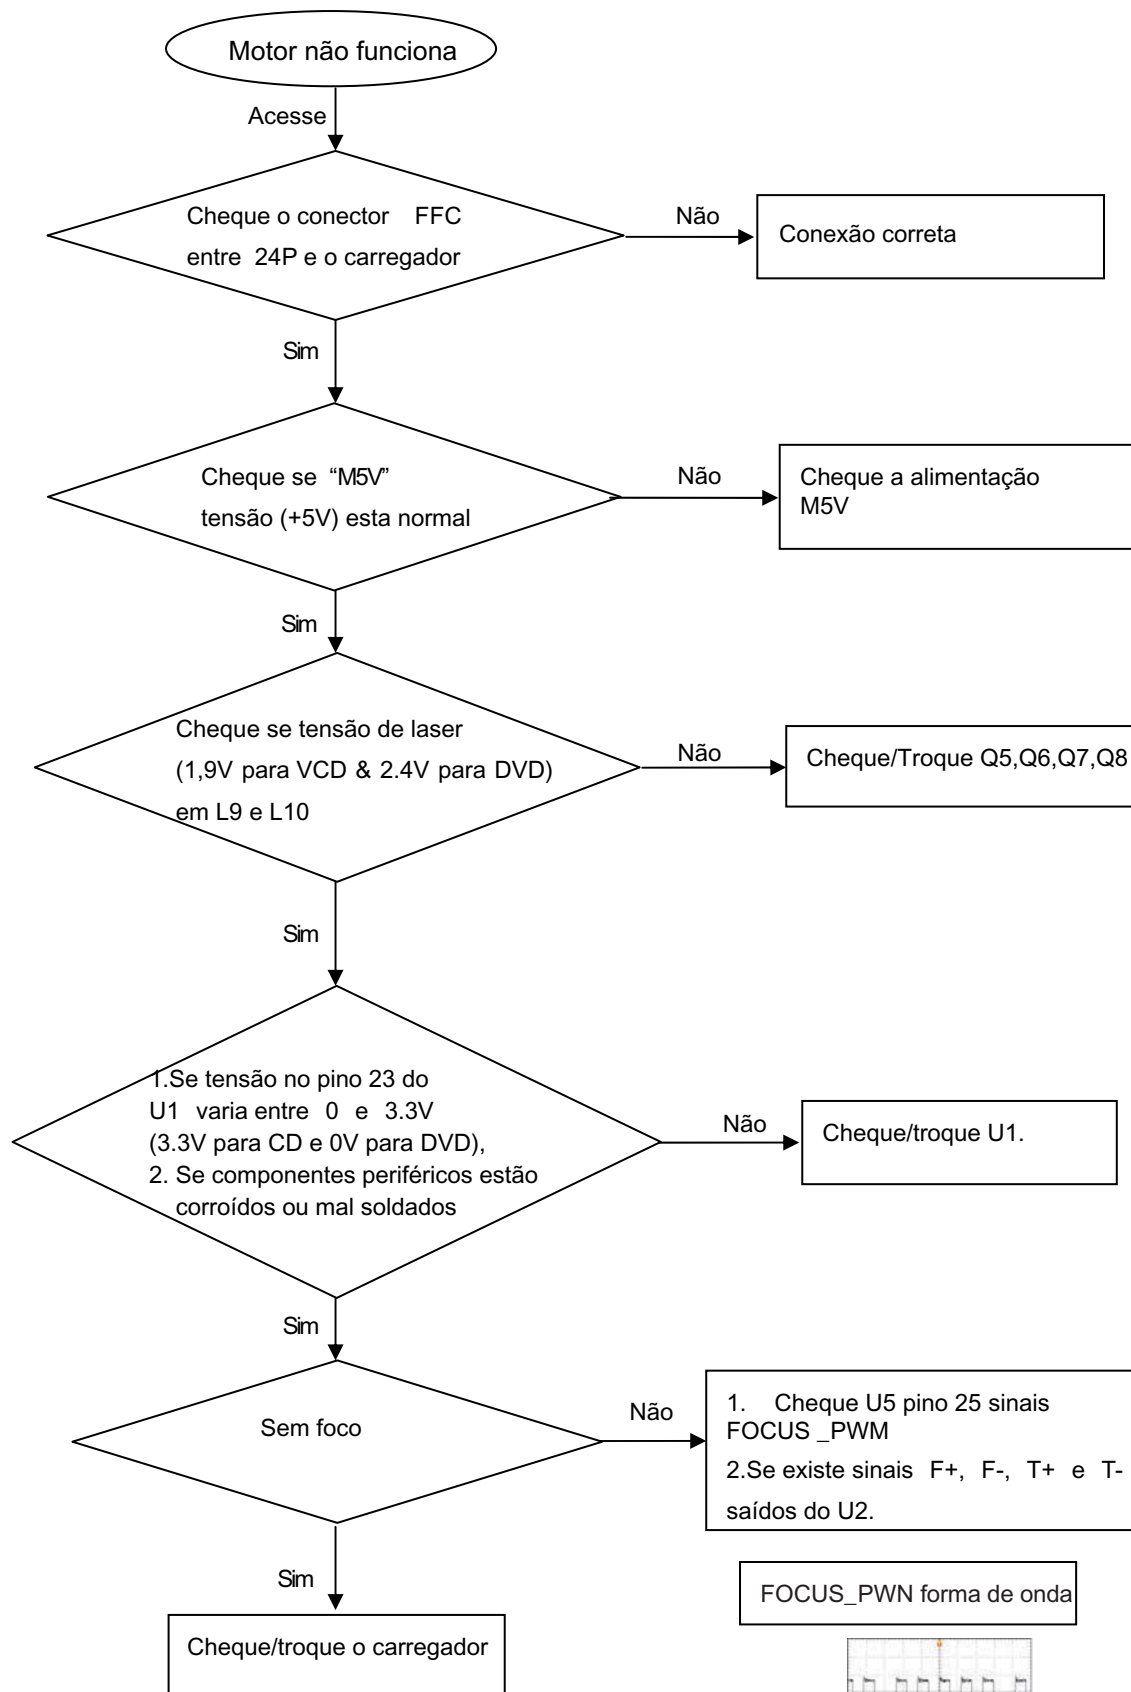 Motor não funciona
Acesse
Cheque o conector FFC
entre 24P e o carregador
Não
Conexão correta
Sim
Cheque se “M5V”
tensão (+5V) esta normal
Não
Cheque a alimentação
M5V
Sim
Cheque se tensão de laser
(1,9V para VCD & 2.4V para DVD)
em L9 e L10
Não
Cheque/Troque Q5,Q6,Q7,Q8
Sim
1.Se tensão no pino 23 do
U1 varia entre 0 e 3.3V
(3.3V para CD e 0V para DVD),
2. Se componentes periféricos estão
corroídos ou mal soldados
Não
Cheque/troque U1.
Sim
Sem foco
Não
1. Cheque U5 pino 25 sinais
FOCUS _PWM
2.Se existe sinais F+, F-, T+ e T-
saídos do U2.
Sim
Cheque/troque o carregador
FOCUS_PWN forma de onda